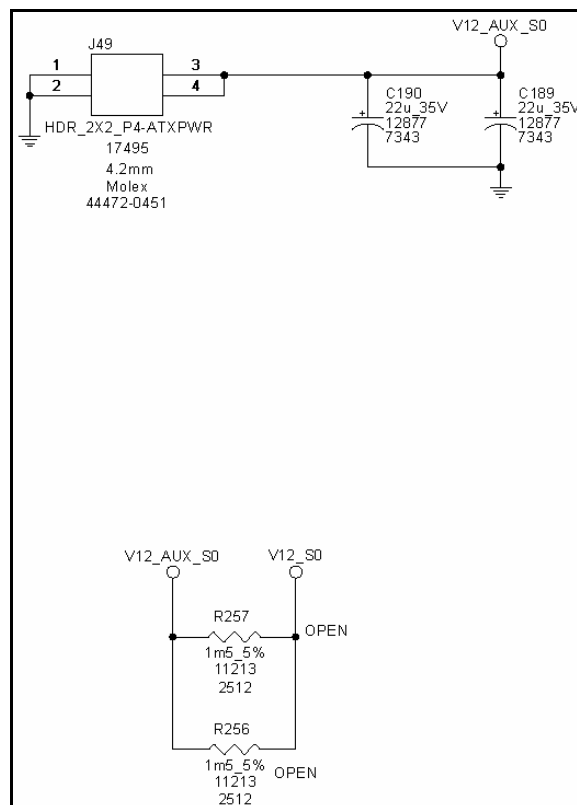 V12_AUX_S0
J49
1
2
3
4
HDR_2X2_P4-ATXPWR
17495
4.2mm
Molex
44472-0451
+
C190
22u_35V
12877
7343
+
C189
22u_35V
12877
7343
V12_AUX_S0
V12_S0
R257
OPEN
1m5_5%
11213
2512
R256
1m5_5%
OPEN
11213
2512